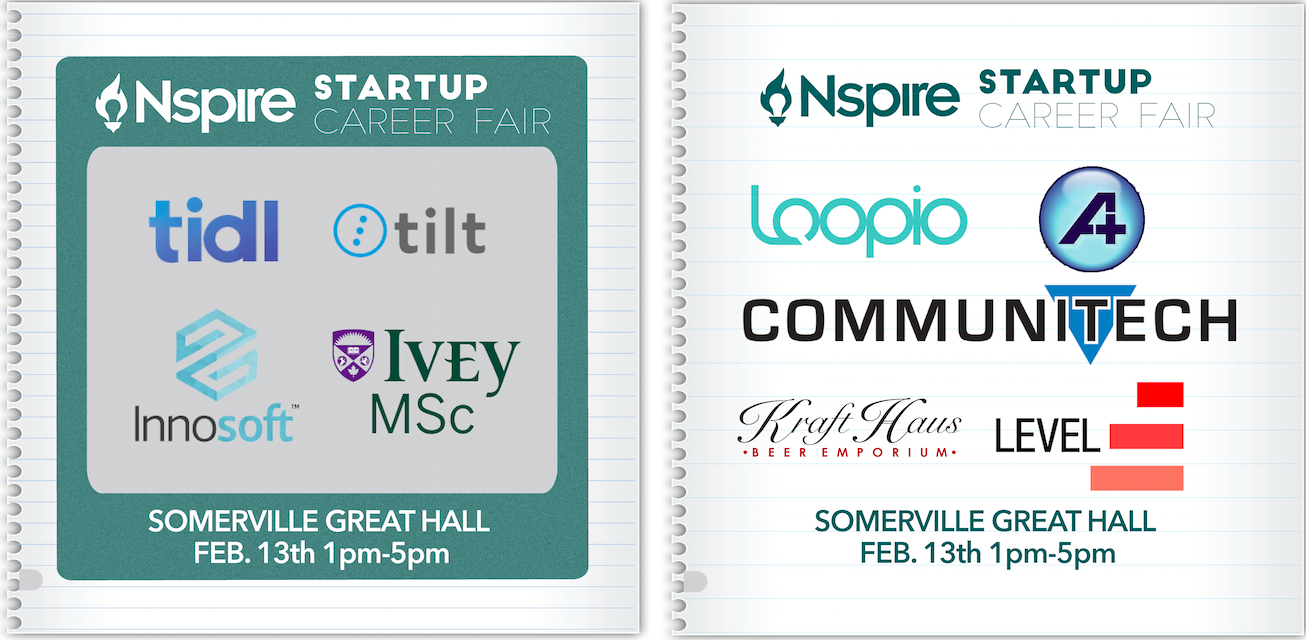 Nspire STARTUP
CAREER FAIR
tidl
tilt
Innosoft™
IVEY
MSc
SOMERVILLE GREAT HALL
FEB. 13th 1pm-5pm
Nspire STARTUP
CAREER FAIR
Loopio
A+
COMMUNITECH
Kraft Haus
•BEER EMPORIUM•
LEVEL
SOMERVILLE GREAT HALL
FEB. 13th 1pm-5pm